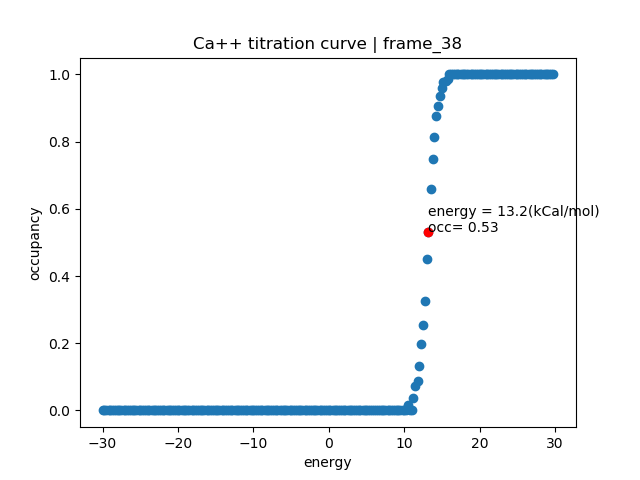 Ca++ titration curve | frame_38
1.0
0.8
0.6
0.4
0.2
0.0
occupancy
energy = 13.2(kCal/mol)
occ= 0.53
−30
−20
−10
0
10
20
30
energy